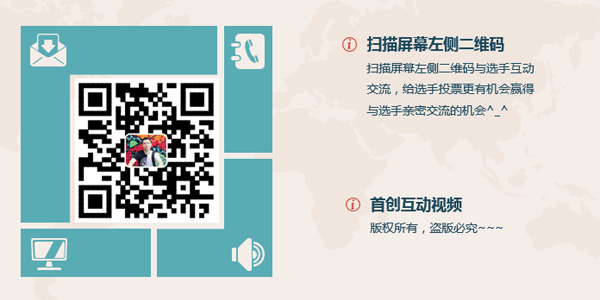 扫描屏幕左侧二维码
扫描屏幕左侧二维码与选手互动
交流，给选手投票更有机会赢得
与选手亲密交流的机会^_^
首创互动视频
版权所有，盗版必究~~~